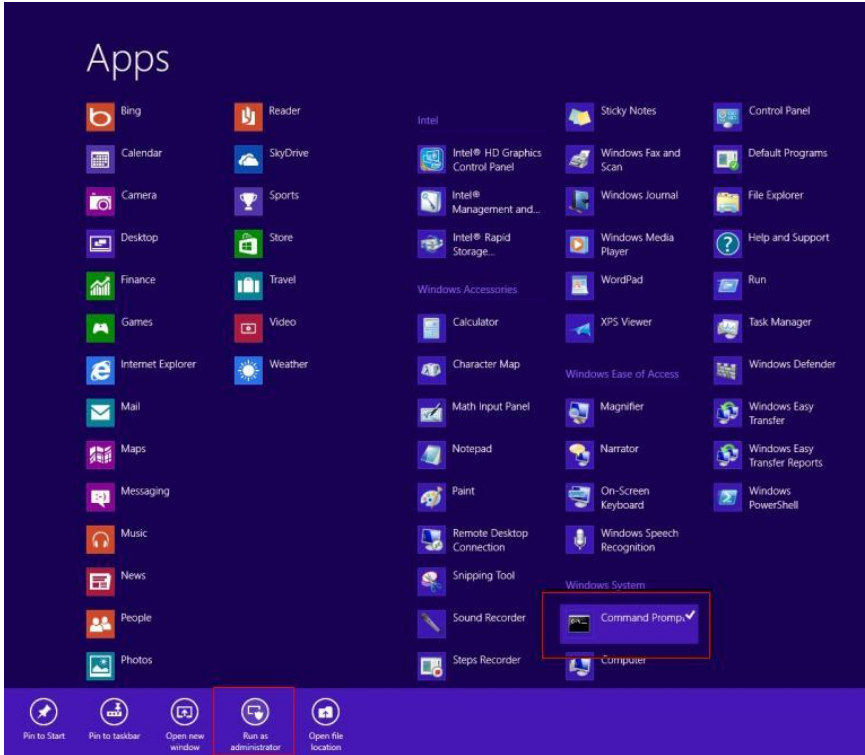 Apps
Bing
Calendar
Camera
Desktop
Finance
Games
Internet Explorer
Mail
Maps
Messaging
Music
News
People
Photos
Reader
SkyDrive
Sports
Store
Travel
Video
Weather
Intel
Intel® HD Graphics
Control Panel
Intel®
Management and...
Intel® Rapid
Storage...
Windows Accessories
Calculator
Character Map
Math Input Panel
Notepad
Paint
Remote Desktop
Connection
Snipping Tool
Sound Recorder
Steps Recorder
Sticky Notes
Windows Fax and
Scan
Windows Journal
Windows Media
Player
WordPad
XPS Viewer
Windows Ease of Access
Magnifier
Narrator
On-Screen
Keyboard
Windows Speech
Recognition
Windows System
Command Promp
Computer
Control Panel
Default Programs
File Explorer
Help and Support
Run
Task Manager
Windows Defender
Windows Easy
Transfer
Windows Easy
Transfer Reports
Windows
PowerShell
Pin to Start
Pin to taskbar
Open new
window
Run as
administrator
Open file
location